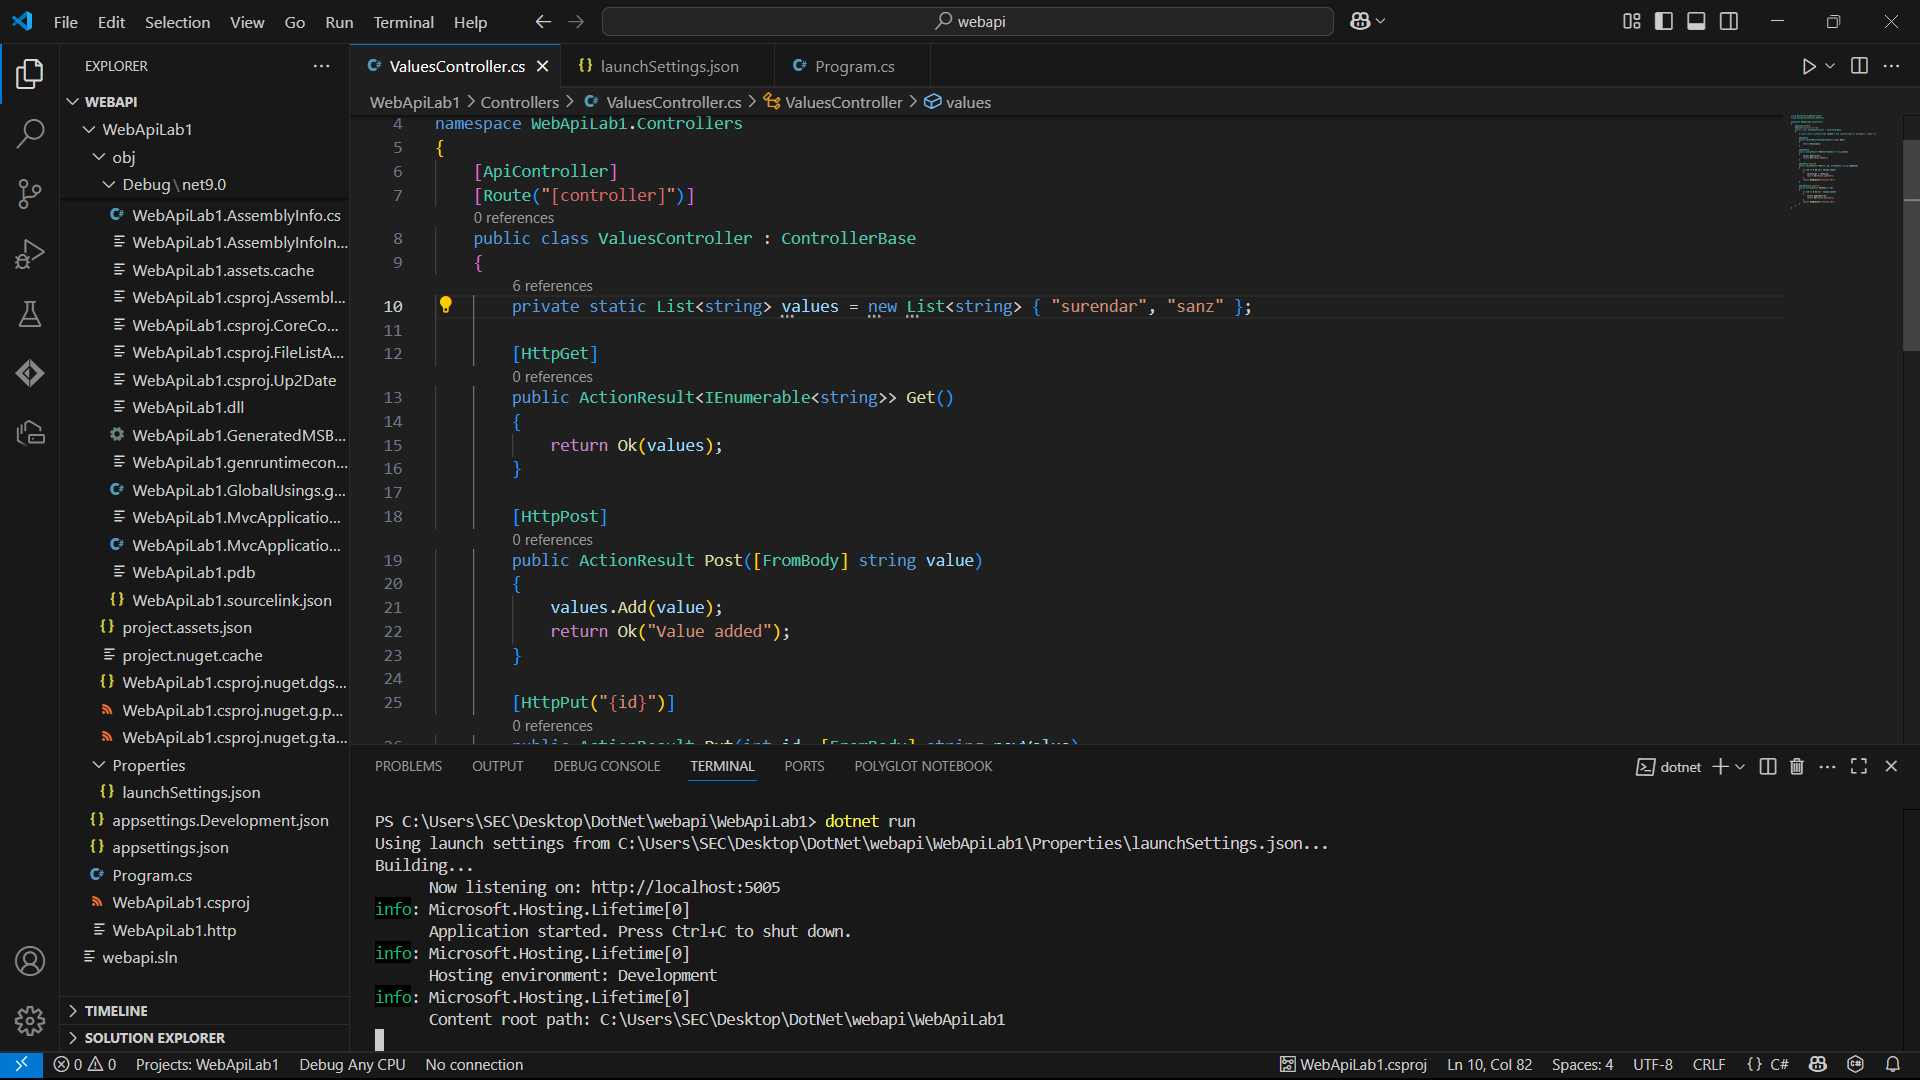 File Edit Selection View Go Run Terminal Help
webapi
EXPLORER
WEBAPI
WebApiLab1
obj
Debug\net9.0
WebApiLab1.AssemblyInfo.cs
WebApiLab1.AssemblyInfoIn...
WebApiLab1.assets.cache
WebApiLab1.csproj.Assembl...
WebApiLab1.csproj.CoreCo...
WebApiLab1.csproj.FileListA...
WebApiLab1.csproj.Up2Date
WebApiLab1.dll
WebApiLab1.GeneratedMSB...
WebApiLab1.genruntimecon...
WebApiLab1.GlobalUsings.g...
WebApiLab1.MvcApplicatio...
WebApiLab1.MvcApplicatio...
WebApiLab1.pdb
WebApiLab1.sourcelink.json
project.assets.json
project.nuget.cache
WebApiLab1.csproj.nuget.dgs...
WebApiLab1.csproj.nuget.g.p...
WebApiLab1.csproj.nuget.g.ta...
Properties
launchSettings.json
appsettings.Development.json
appsettings.json
Program.cs
WebApiLab1.csproj
WebApiLab1.http
webapi.sln
TIMELINE
SOLUTION EXPLORER
ValuesController.cs launchSettings.json Program.cs
WebApiLab1 > Controllers > ValuesController.cs > ValuesController > values
4 namespace WebApiLab1.Controllers
5 {
6 [ApiController]
7 [Route("[controller]")]
0 references
8 public class ValuesController : ControllerBase
9 {
6 references
10 private static List<string> values = new List<string> { "surendar", "sanz" };
11
12 [HttpGet]
0 references
13 public ActionResult<IEnumerable<string>> Get()
14 {
15 return Ok(values);
16 }
17
18 [HttpPost]
0 references
19 public ActionResult Post([FromBody] string value)
20 {
21 values.Add(value);
22 return Ok("Value added");
23 }
24
25 [HttpPut("{id}")]
0 references
26 public ActionResult Put(int id, [FromBody] string newValue)
PROBLEMS OUTPUT DEBUG CONSOLE TERMINAL PORTS POLYGLOT NOTEBOOK
dotnet
PS C:\Users\SEC\Desktop\DotNet\webapi\WebApiLab1> dotnet run
Using launch settings from C:\Users\SEC\Desktop\DotNet\webapi\WebApiLab1\Properties\launchSettings.json...
Building...
Now listening on: http://localhost:5005
info: Microsoft.Hosting.Lifetime[0]
Application started. Press Ctrl+C to shut down.
info: Microsoft.Hosting.Lifetime[0]
Hosting environment: Development
info: Microsoft.Hosting.Lifetime[0]
Content root path: C:\Users\SEC\Desktop\DotNet\webapi\WebApiLab1
0 0 Projects: WebApiLab1 Debug Any CPU No connection WebApiLab1.csproj Ln 10, Col 82 Spaces: 4 UTF-8 CRLF {} C#